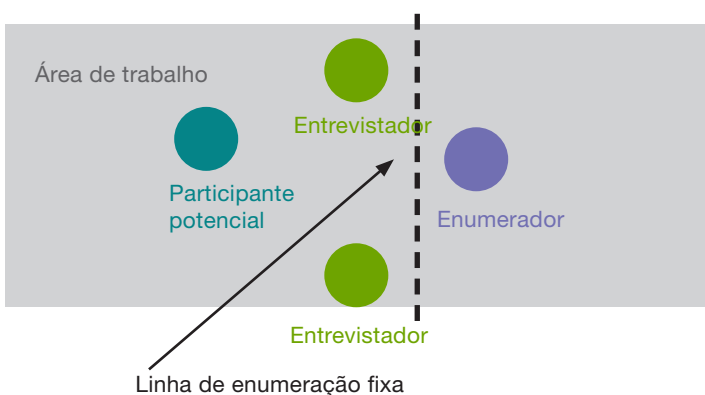 Área de trabalho
Entrevistador
Participante
potencial
Enumerador
Entrevistador
Linha de enumeração fixa